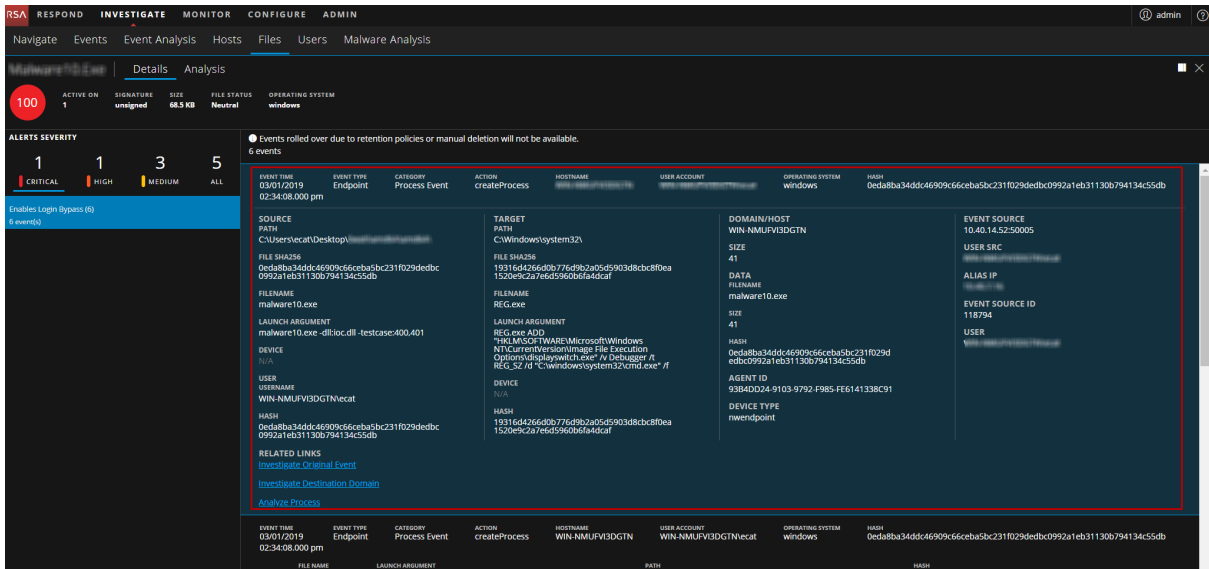 RSA RESPOND INVESTIGATE MONITOR CONFIGURE ADMIN admin
Navigate Events Event Analysis Hosts Files Users Malware Analysis
Malware10.Exe Details Analysis
100
ACTIVE ON SIGNATURE SIZE FILE STATUS OPERATING SYSTEM
1 unsigned 68.5 KB Neutral windows
ALERTS SEVERITY
1 1 3 5
CRITICAL HIGH MEDIUM ALL
Enables Login Bypass (6)
6 event(s)
Events rolled over due to retention policies or manual deletion will not be available.
6 events
EVENT TIME EVENT TYPE CATEGORY ACTION HOSTNAME USER ACCOUNT OPERATING SYSTEM HASH
03/01/2019 Endpoint Process Event createProcess windows 0eda8ba34ddc46909c66ceba5bc231f029dedbc0992a1eb31130b794134c55db
02:34:08.000 pm
SOURCE
PATH
C:\Users\ecat\Desktop\
FILE SHA256
0eda8ba34ddc46909c66ceba5bc231f029dedbc
0992a1eb31130b794134c55db
FILENAME
malware10.exe
LAUNCH ARGUMENT
malware10.exe -dll:ioc.dll -testcase:400,401
DEVICE
N/A
USER
USERNAME
WIN-NMUFVI3DGTN\ecat
HASH
0eda8ba34ddc46909c66ceba5bc231f029dedbc
0992a1eb31130b794134c55db
RELATED LINKS
Investigate Original Event
Investigate Destination Domain
Analyze Process
TARGET
PATH
C:\Windows\system32\
FILE SHA256
19316d4266d0b776d9b2a05d5903d8cbc8f0ea
1520e9c2a7e6d5960b6fa4dcaf
FILENAME
REG.exe
LAUNCH ARGUMENT
REG.exe ADD
"HKLM\SOFTWARE\Microsoft\Windows
NT\CurrentVersion\Image File Execution
Options\displayswitch.exe" /v Debugger /t
REG_SZ /d "C:\windows\system32\cmd.exe" /f
DEVICE
N/A
HASH
19316d4266d0b776d9b2a05d5903d8cbc8f0ea
1520e9c2a7e6d5960b6fa4dcaf
DOMAIN/HOST
WIN-NMUFVI3DGTN
SIZE
41
DATA
FILENAME
malware10.exe
SIZE
41
HASH
0eda8ba34ddc46909c66ceba5bc231f029d
edbc0992a1eb31130b794134c55db
AGENT ID
93B4DD24-9103-9792-F985-FE6141338C91
DEVICE TYPE
nwendpoint
EVENT SOURCE
10.40.14.52:50005
USER SRC
ALIAS IP
EVENT SOURCE ID
118794
USER
EVENT TIME EVENT TYPE CATEGORY ACTION HOSTNAME USER ACCOUNT OPERATING SYSTEM HASH
03/01/2019 Endpoint Process Event createProcess WIN-NMUFVI3DGTN WIN-NMUFVI3DGTN\ecat windows 0eda8ba34ddc46909c66ceba5bc231f029dedbc0992a1eb31130b794134c55db
02:34:08.000 pm
FILE NAME LAUNCH ARGUMENT PATH HASH